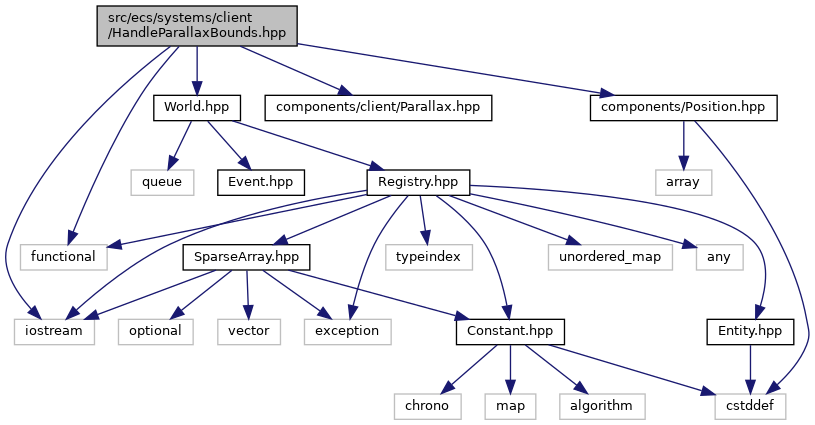 src/ecs/systems/client
/HandleParallaxBounds.hpp
World.hpp
components/client/Parallax.hpp
components/Position.hpp
queue
Event.hpp
Registry.hpp
array
functional
SparseArray.hpp
typeindex
unordered_map
any
iostream
optional
vector
exception
Constant.hpp
Entity.hpp
chrono
map
algorithm
cstddef